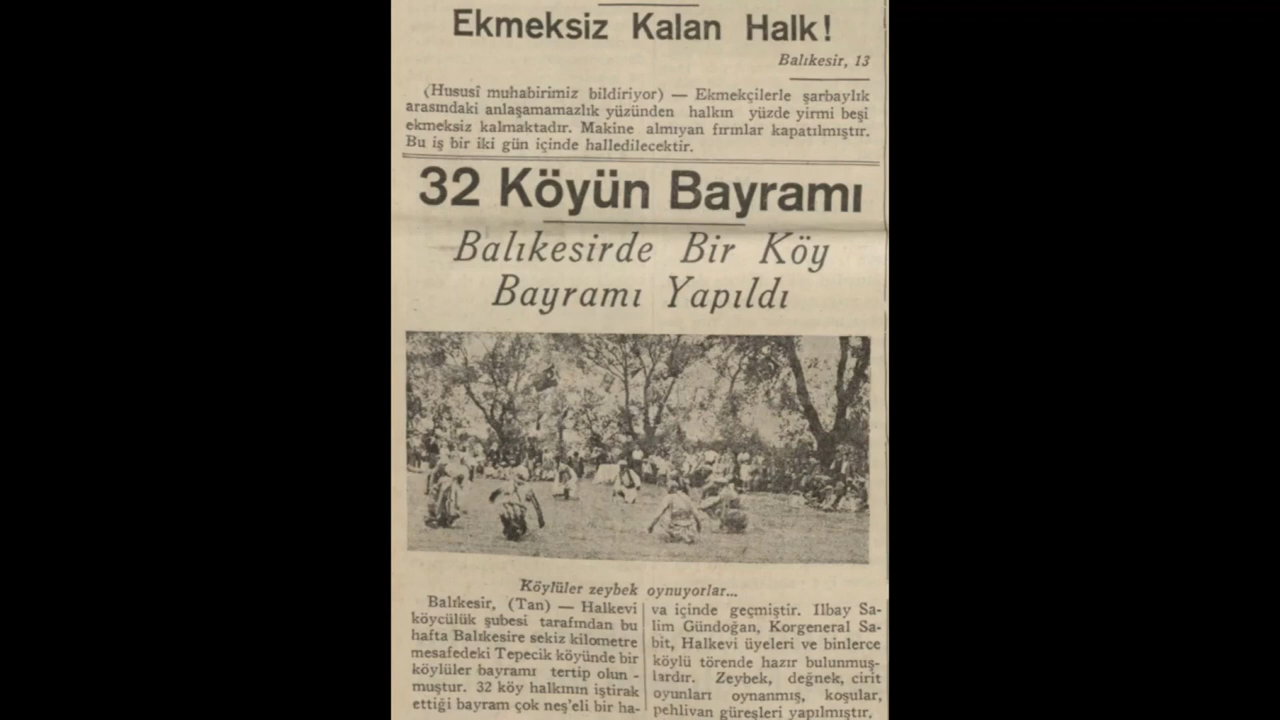 Ekmeksiz Kalan Halk!
Balıkesir, 13
(Hususî muhabirimiz bildiriyor) — Ekmekçilerle şarbaylık
arasındaki anlaşamamazlık yüzünden halkın yüzde yirmi beşi
ekmeksiz kalmaktadır. Makine almıyan fırınlar kapatılmıştır.
Bu iş bir iki gün içinde halledilecektir.
32 Köyün Bayramı
Balıkesirde Bir Köy
Bayramı Yapıldı
Köylüler zeybek oynuyorlar...
Balıkesir, (Tan) — Halkevi
köycülük şubesi tarafından bu
hafta Balıkesire sekiz kilometre
mesafedeki Tepecik köyünde bir
köylüler bayramı tertip olun -
muştur. 32 köy halkının iştirak
ettiği bayram çok neş'eli bir ha-
va içinde geçmiştir. Ilbay Sa-
lim Gündoğan, Korgeneral Sa-
bit, Halkevi üyeleri ve binlerce
köylü törende hazır bulunmuş-
lardır. Zeybek, değnek, cirit
oyunları oynanmış, koşular,
pehlivan güreşleri yapılmıştır.